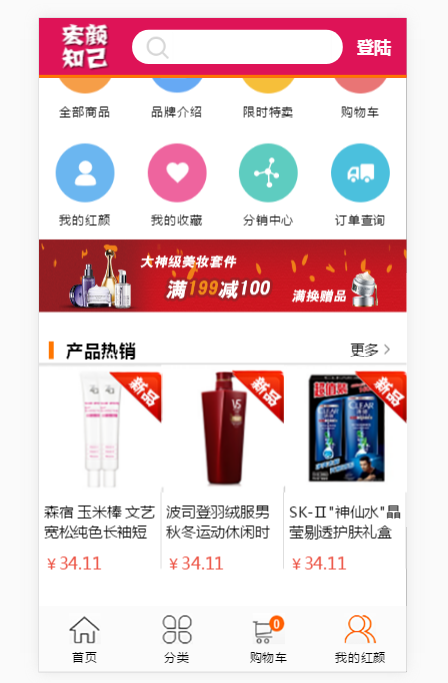 宏颜
知己
登陆
全部商品
品牌介绍
限时特卖
购物车
我的红颜
我的收藏
分销中心
订单查询
大神级美妆套件
满199减100
满换赠品
产品热销
更多
新品
VS
新品
超值装
CLEAR
新品
森宿 玉米棒 文艺
宽松纯色长袖短
￥34.11
波司登羽绒服男
秋冬运动休闲时
￥34.11
SK-Ⅱ"神仙水"晶
莹剔透护肤礼盒
￥34.11
首页
分类
0
购物车
我的红颜